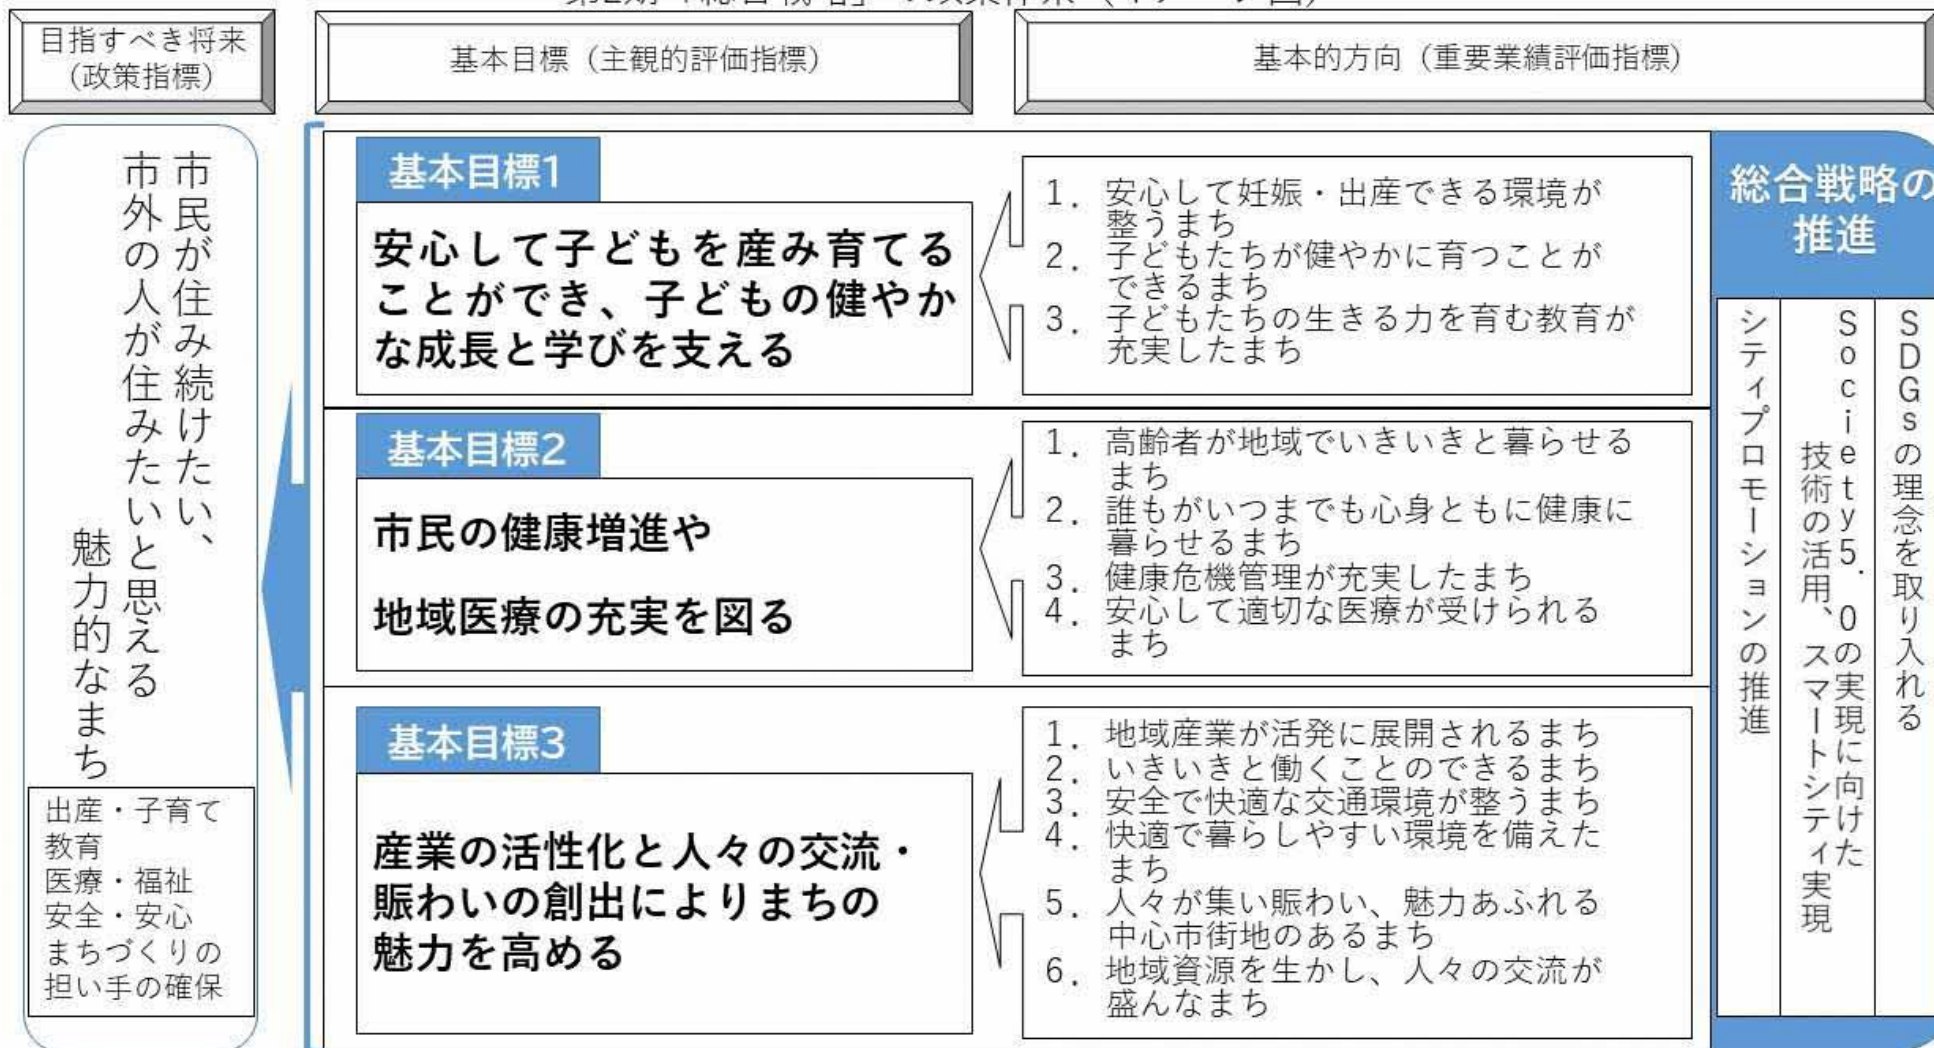 目指すべき将来
（政策指標）
基本目標（主観的評価指標）
基本的方向（重要業績評価指標）
市民が住み続けたい、
市外の人が住みたいと思える
魅力的なまち
出産・子育て
教育
医療・福祉
安全・安心
まちづくりの
担い手の確保
基本目標1
安心して子どもを産み育てる
ことができ、子どもの健やか
な成長と学びを支える
1．安心して妊娠・出産できる環境が
整うまち
2．子どもたちが健やかに育つことが
できるまち
3．子どもたちの生きる力を育む教育が
充実したまち
基本目標2
市民の健康増進や
地域医療の充実を図る
1．高齢者が地域でいきいきと暮らせる
まち
2．誰もがいつまでも心身ともに健康に
暮らせるまち
3．健康危機管理が充実したまち
4．安心して適切な医療が受けられる
まち
基本目標3
産業の活性化と人々の交流・
賑わいの創出によりまちの
魅力を高める
1．地域産業が活発に展開されるまち
2．いきいきと働くことのできるまち
3．安全で快適な交通環境が整うまち
4．快適で暮らしやすい環境を備えた
まち
5．人々が集い賑わい、魅力あふれる
中心市街地のあるまち
6．地域資源を生かし、人々の交流が
盛んなまち
総合戦略の
推進
SDGsの理念を取り入れる
Society5.0の実現に向けた
技術の活用、スマートシティ実現
シティプロモーションの推進